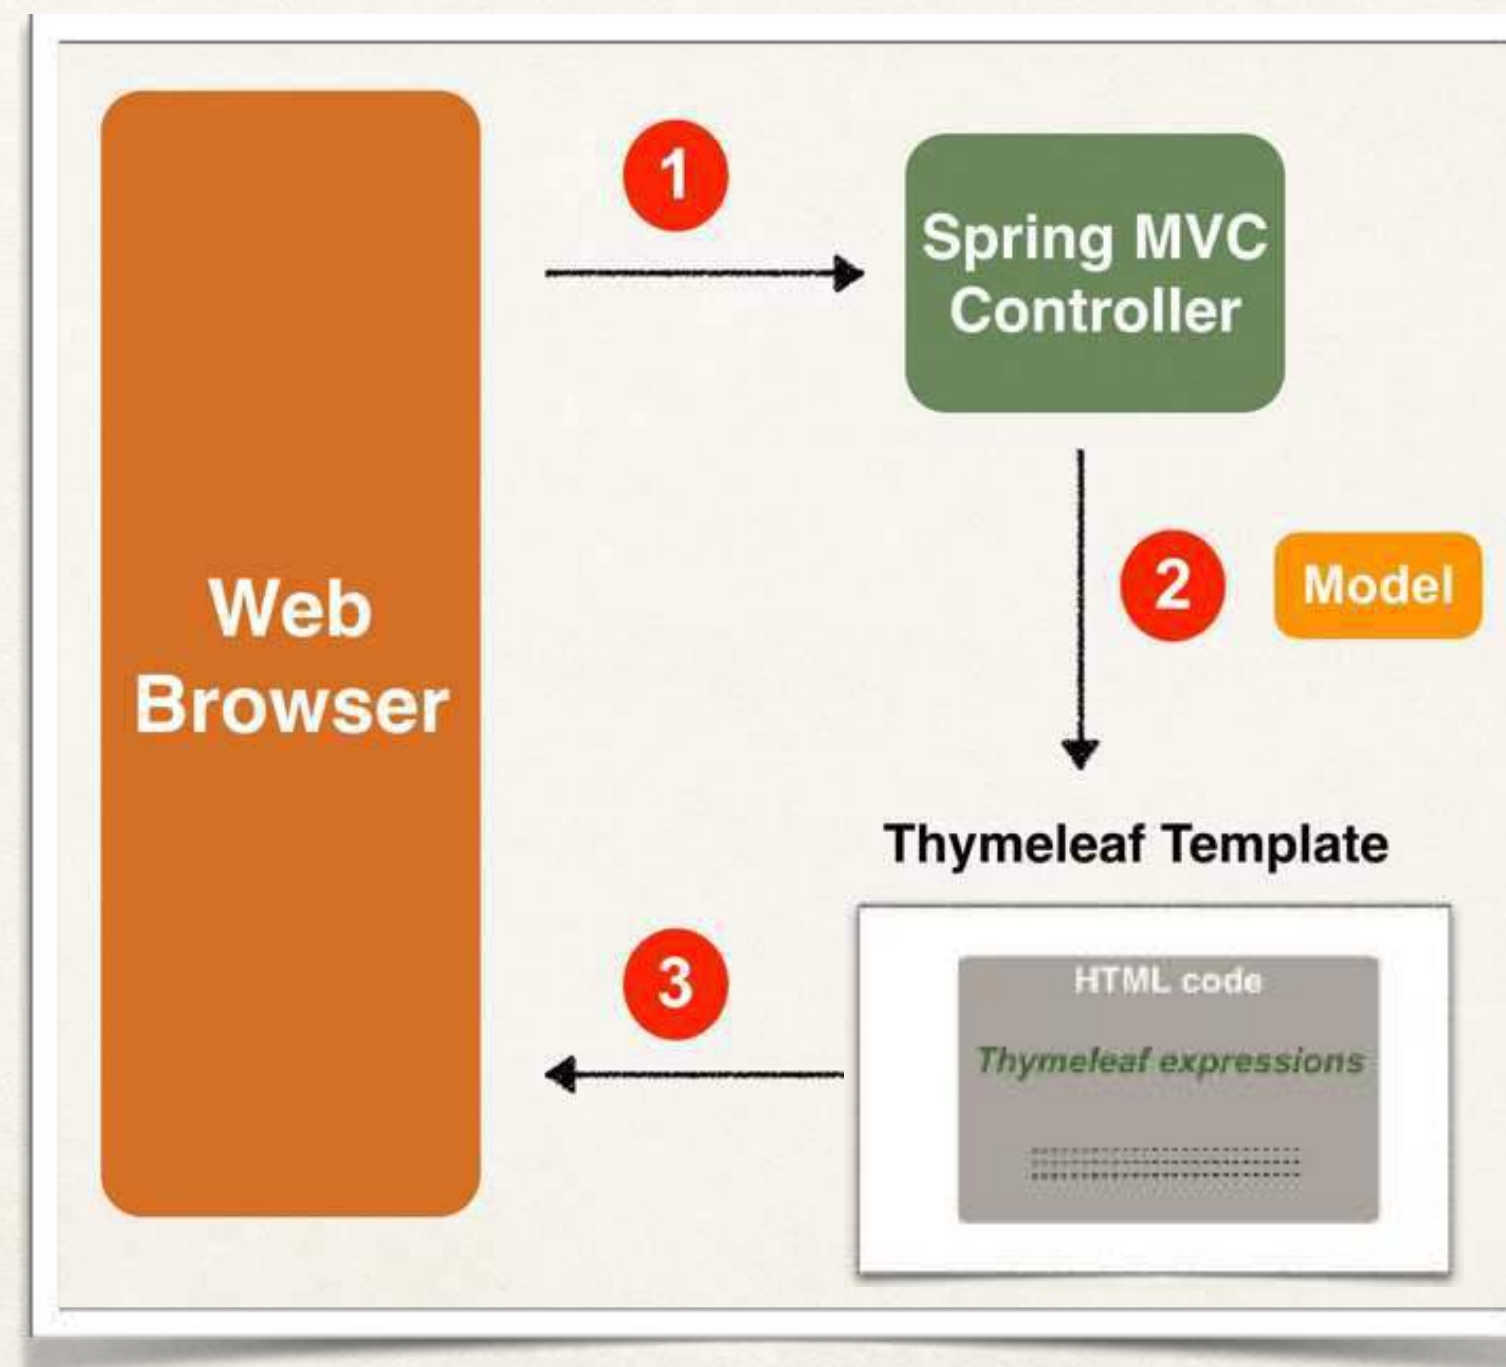 1
Spring MVC
Controller
Web
Browser
2
Model
Thymeleaf Template
3
HTML code
Thymeleaf expressions